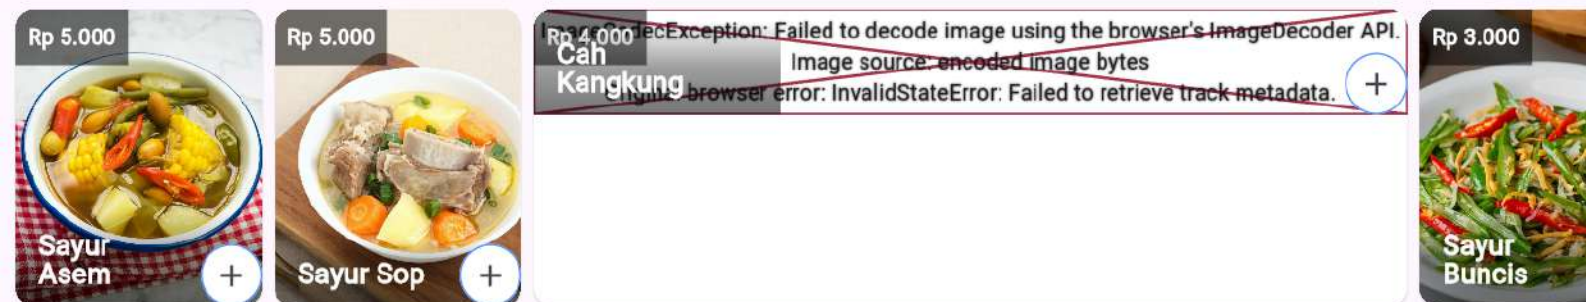 Rp 5.000
Sayur
Asem
Rp 5.000
Sayur Sop
Rp 4.000
Cah
Kangkung
Failed to decode image using the browser's ImageDecoder API.
Image source: encoded image bytes
browser error: InvalidStateError: Failed to retrieve track metadata.
Rp 3.000
Sayur
Buncis